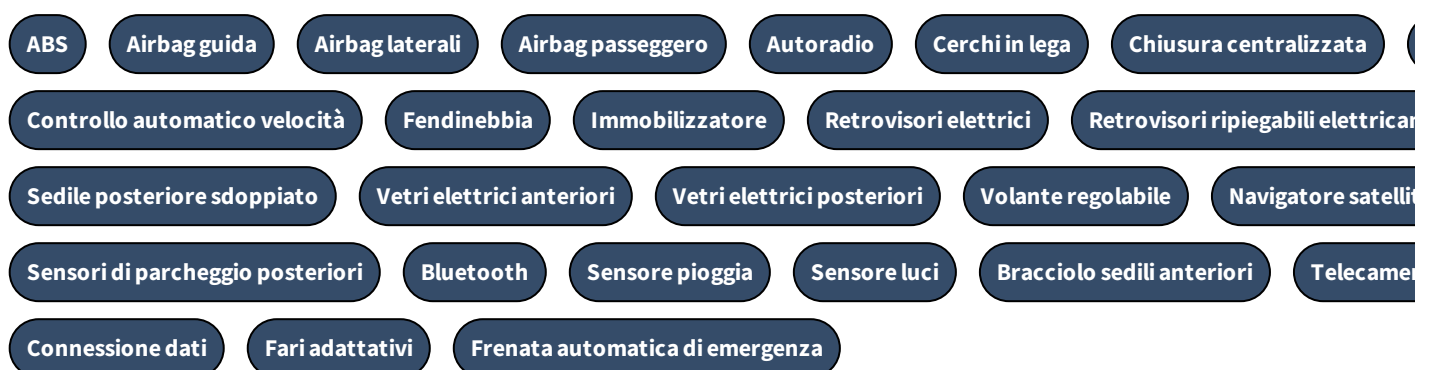 ABS Airbag guida Airbag laterali Airbag passeggero Autoradio Cerchi in lega Chiusura centralizzata
Controllo automatico velocità Fendinebbia Immobilizzatore Retrovisori elettrici Retrovisori ripiegabili
Sedile posteriore sdoppiato Vetri elettrici anteriori Vetri elettrici posteriori Volante regolabile Navigatore
Sensori di parcheggio posteriori Bluetooth Sensore pioggia Sensore luci Bracciolo sedili anteriori
Connessione dati Fari adattativi Frenata automatica di emergenza